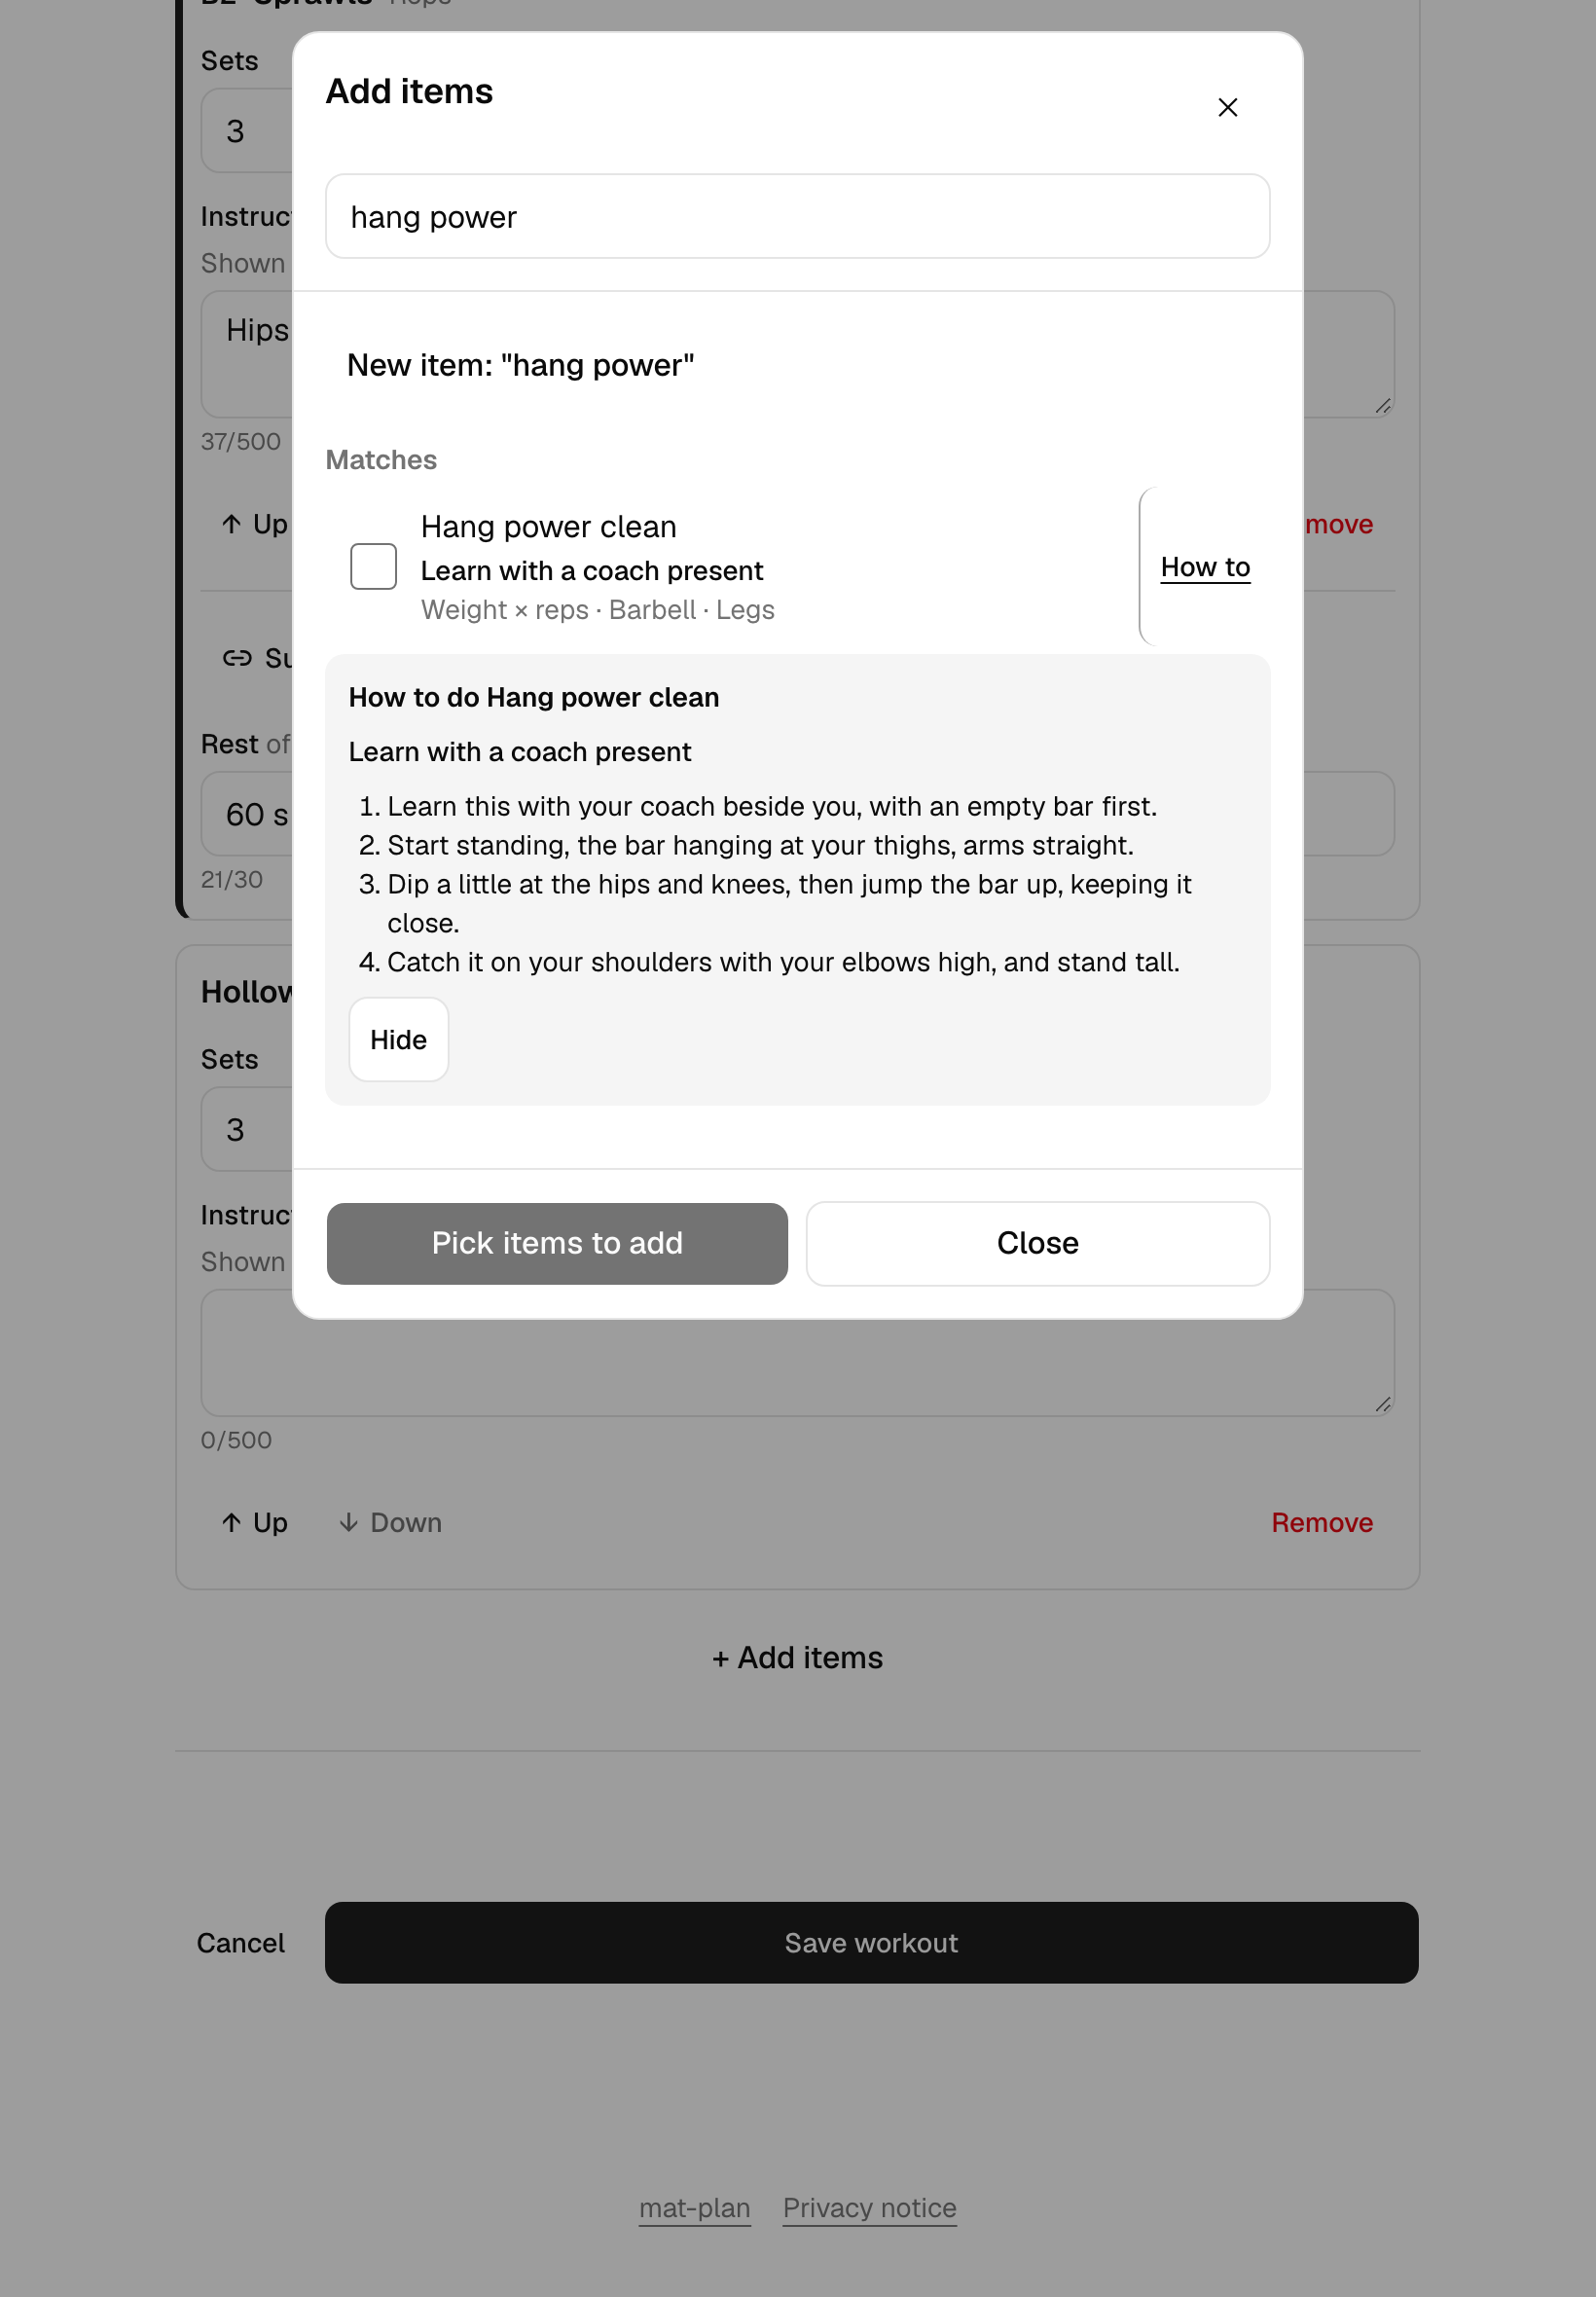 B2 Sprawls Reps
Sets
3
Instruct
Shown
Hips
37/500
↑ Up
move
Su
Rest of
60 s
21/30
Add items
hang power
New item: "hang power"
Matches
Hang power clean
Learn with a coach present
Weight × reps · Barbell · Legs
How to
How to do Hang power clean
Learn with a coach present
1. Learn this with your coach beside you, with an empty bar first.
2. Start standing, the bar hanging at your thighs, arms straight.
3. Dip a little at the hips and knees, then jump the bar up, keeping it
close.
4. Catch it on your shoulders with your elbows high, and stand tall.
Hide
Pick items to add
Close
Hollow
Sets
3
Instruct
Shown
0/500
↑ Up ↓ Down
Remove
+ Add items
Cancel
Save workout
mat-plan Privacy notice